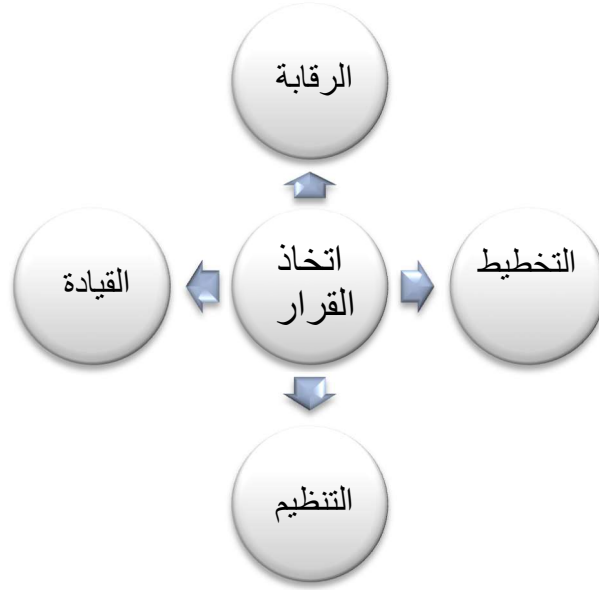 الرقابة
التخطيط
اتخاذ
القرار
القيادة
التنظيم